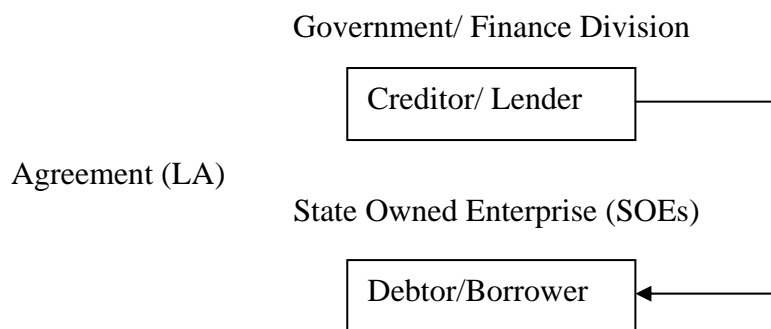 Government/ Finance Division
Creditor/ Lender
Agreement (LA)
State Owned Enterprise (SOEs)
Debtor/Borrower